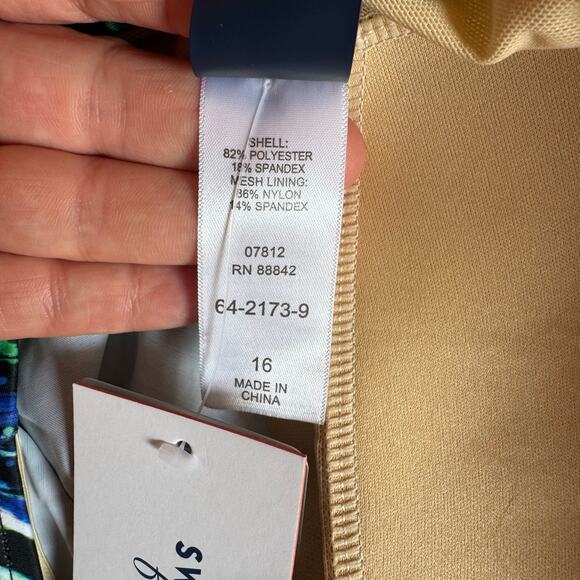 SHELL:
82% POLYESTER
18% SPANDEX
MESH LINING:
86% NYLON
14% SPANDEX
07812
RN 88842
64-2173-9
16
MADE IN
CHINA